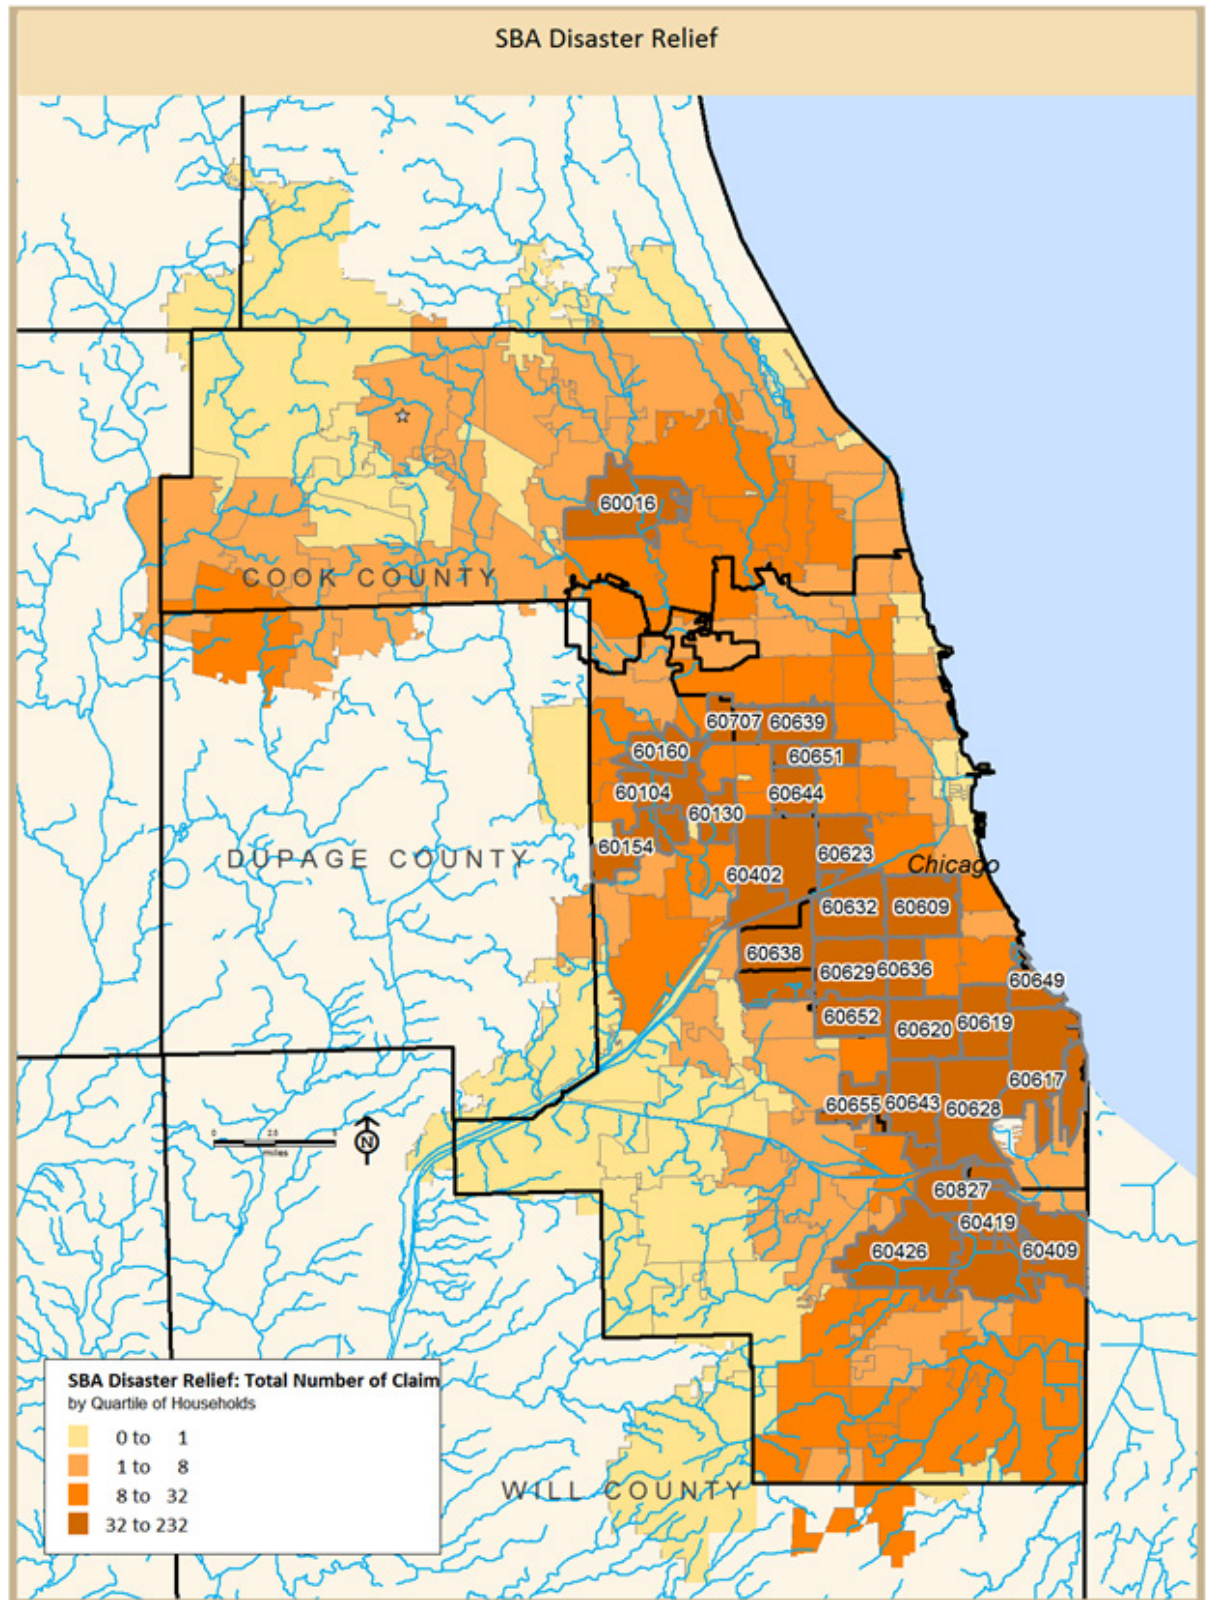 SBA Disaster Relief
60016
COOK COUNTY
60707 60639
60160
60651
60104
60644
60130
60154
60623
DUPAGE COUNTY
Chicago
60402
60632 60609
60638
60629 60636
60649
60652
60620 60619
60617
60655 60643 60628
N
miles
60827
60419
60426
60409
SBA Disaster Relief: Total Number of Claim
by Quartile of Households
0 to 1
1 to 8
8 to 32
32 to 232
WILL COUNTY